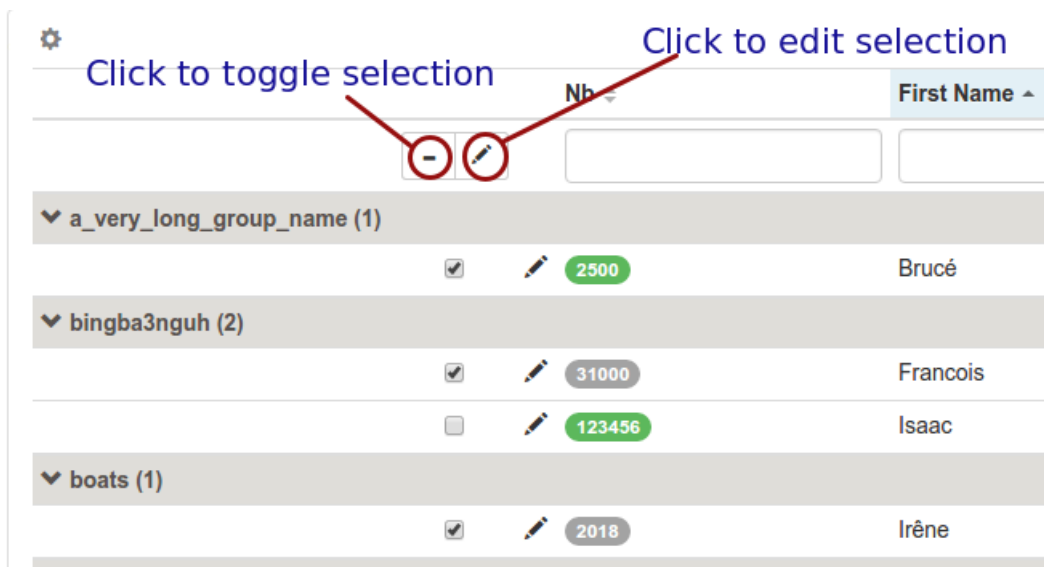 Click to edit selection
Click to toggle selection
Nb First Name
a_very_long_group_name (1)
2500 Brucé
bingba3nguh (2)
31000 Francois
123456 Isaac
boats (1)
2018 Irêne